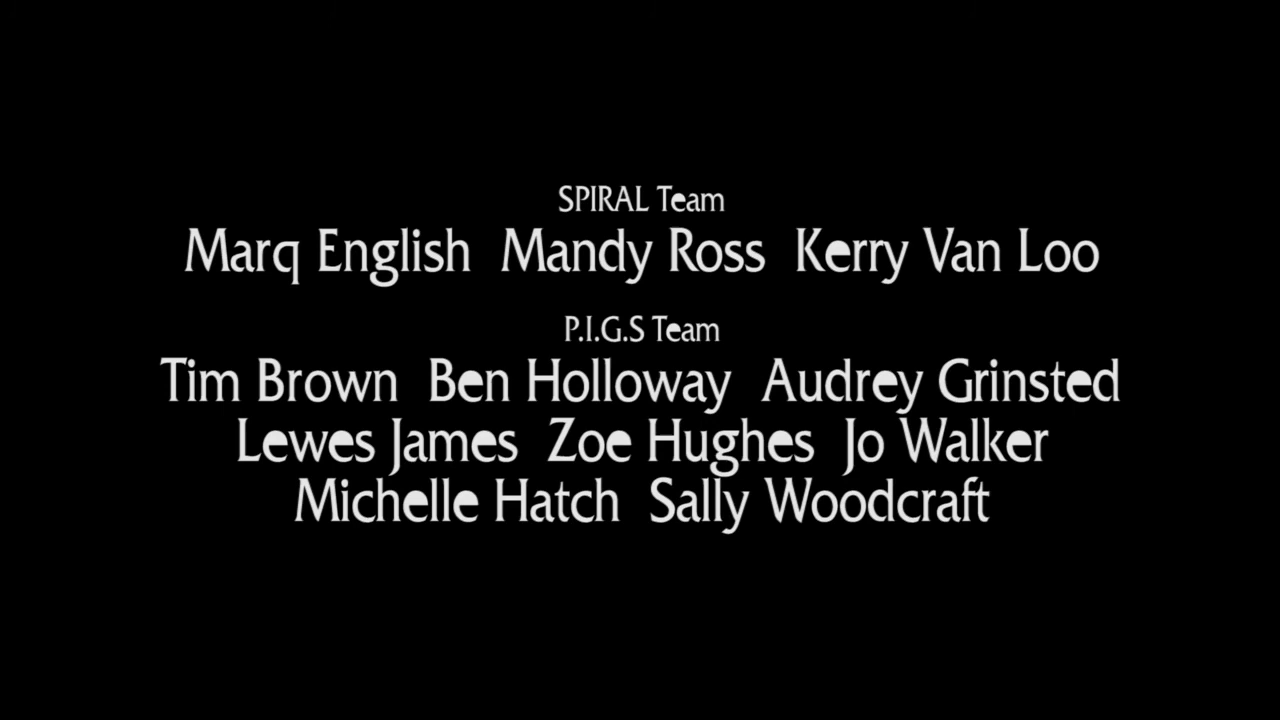 SPIRAL Team
Marq English  Mandy Ross  Kerry Van Loo
P.I.G.S Team
Tim Brown  Ben Holloway  Audrey Grinsted
Lewes James  Zoe Hughes  Jo Walker
Michelle Hatch  Sally Woodcraft